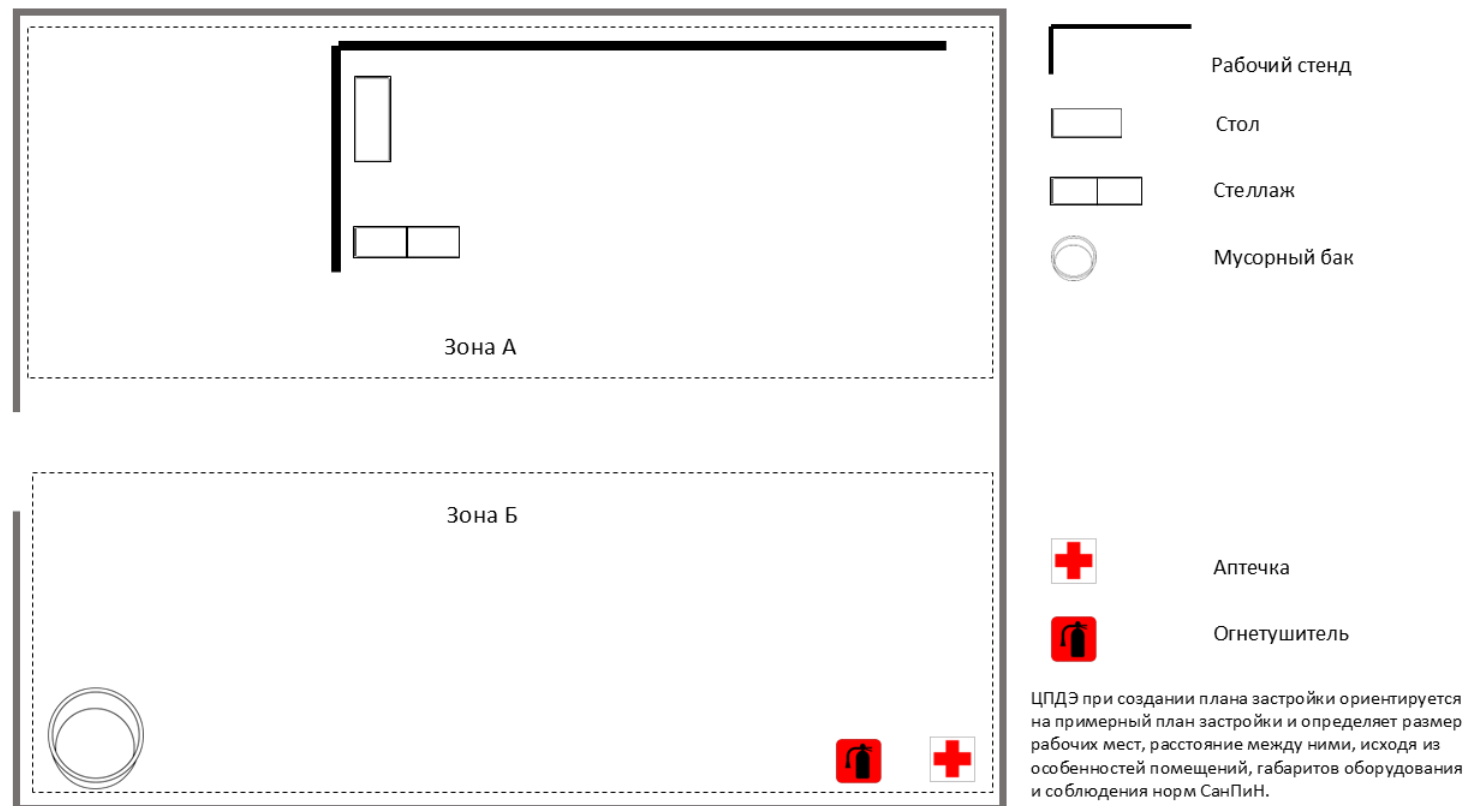 Рабочий стенд
Стол
Стеллаж
Мусорный бак
Зона А
Зона Б
Аптечка
Огнетушитель
ЦПДЭ при создании плана застройки ориентируется
на примерный план застройки и определяет размер
рабочих мест, расстояние между ними, исходя из
особенностей помещений, габаритов оборудования
и соблюдения норм СанПиН.